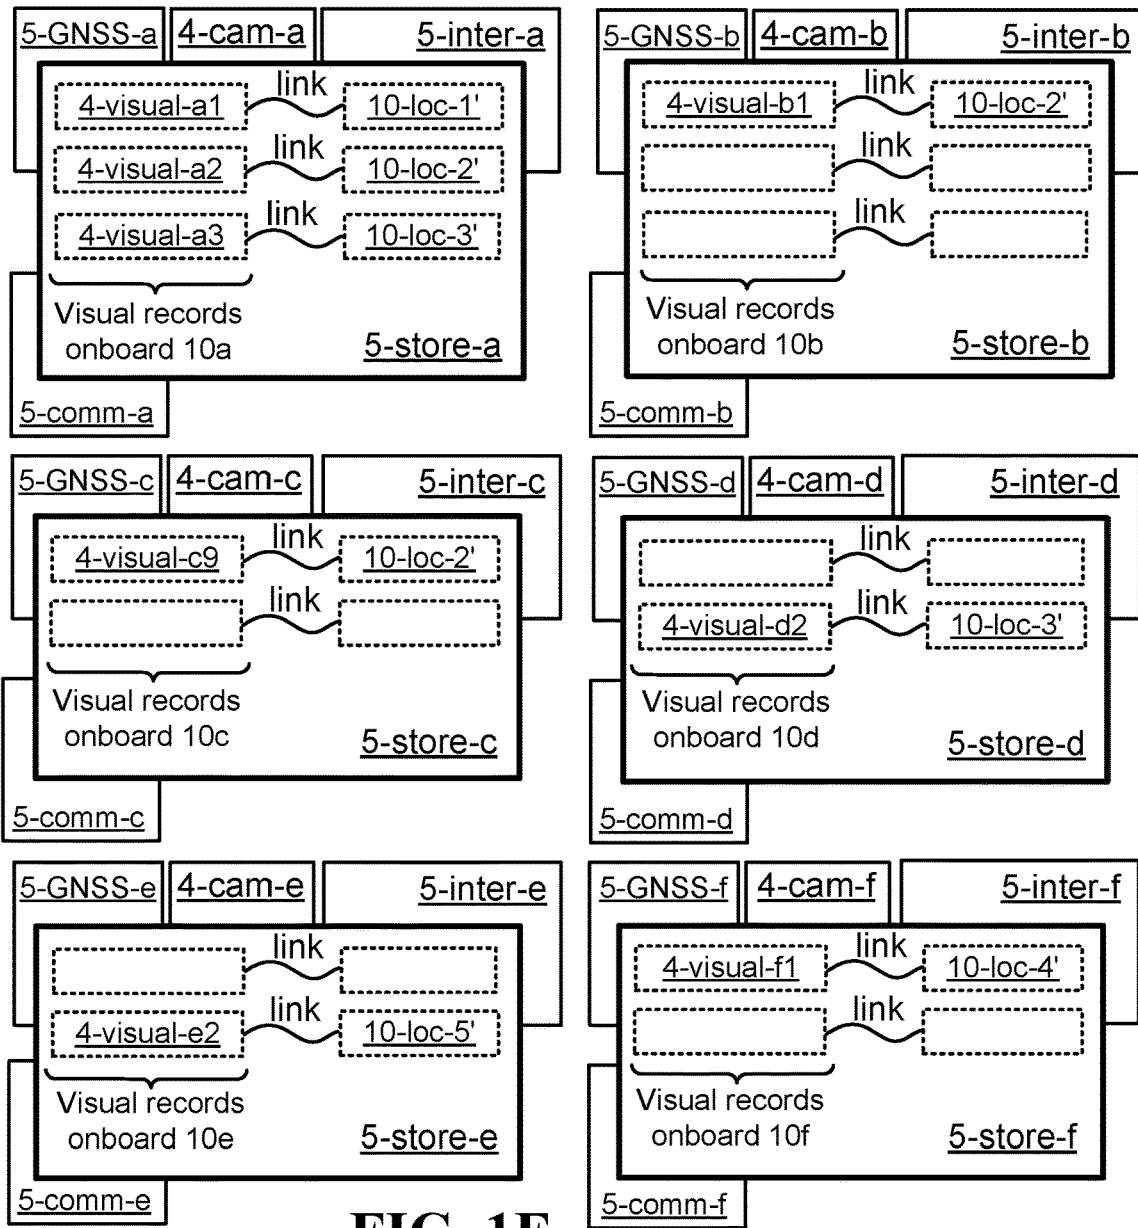 5-GNSS-a 4-cam-a 5-inter-a
4-visual-a1 link 10-loc-1'
4-visual-a2 link 10-loc-2'
4-visual-a3 link 10-loc-3'
Visual records
onboard 10a
5-store-a
5-comm-a
5-GNSS-b 4-cam-b 5-inter-b
4-visual-b1 link 10-loc-2'
link
link
Visual records
onboard 10b
5-store-b
5-comm-b
5-GNSS-c 4-cam-c 5-inter-c
4-visual-c9 link 10-loc-2'
link
Visual records
onboard 10c
5-store-c
5-comm-c
5-GNSS-d 4-cam-d 5-inter-d
link
4-visual-d2 link 10-loc-3'
Visual records
onboard 10d
5-store-d
5-comm-d
5-GNSS-e 4-cam-e 5-inter-e
link
4-visual-e2 link 10-loc-5'
Visual records
onboard 10e
5-store-e
5-comm-e
5-GNSS-f 4-cam-f 5-inter-f
4-visual-f1 link 10-loc-4'
link
Visual records
onboard 10f
5-store-f
5-comm-f
FIG.